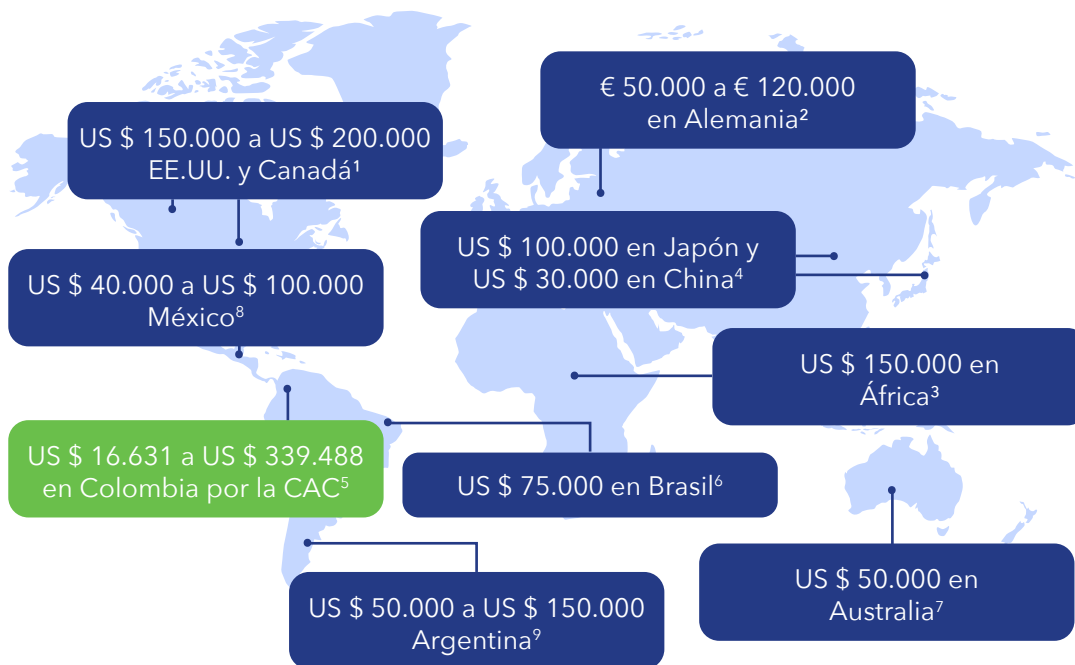 € 50.000 a € 120.000
en Alemania²
US $ 150.000 a US $ 200.000
EE.UU. y Canadá¹
US $ 100.000 en Japón y
US $ 30.000 en China⁴
US $ 40.000 a US $ 100.000
México⁸
US $ 150.000 en
África³
US $ 16.631 a US $ 339.488
en Colombia por la CAC⁵
US $ 75.000 en Brasil⁶
US $ 50.000 en
Australia⁷
US $ 50.000 a US $ 150.000
Argentina⁹